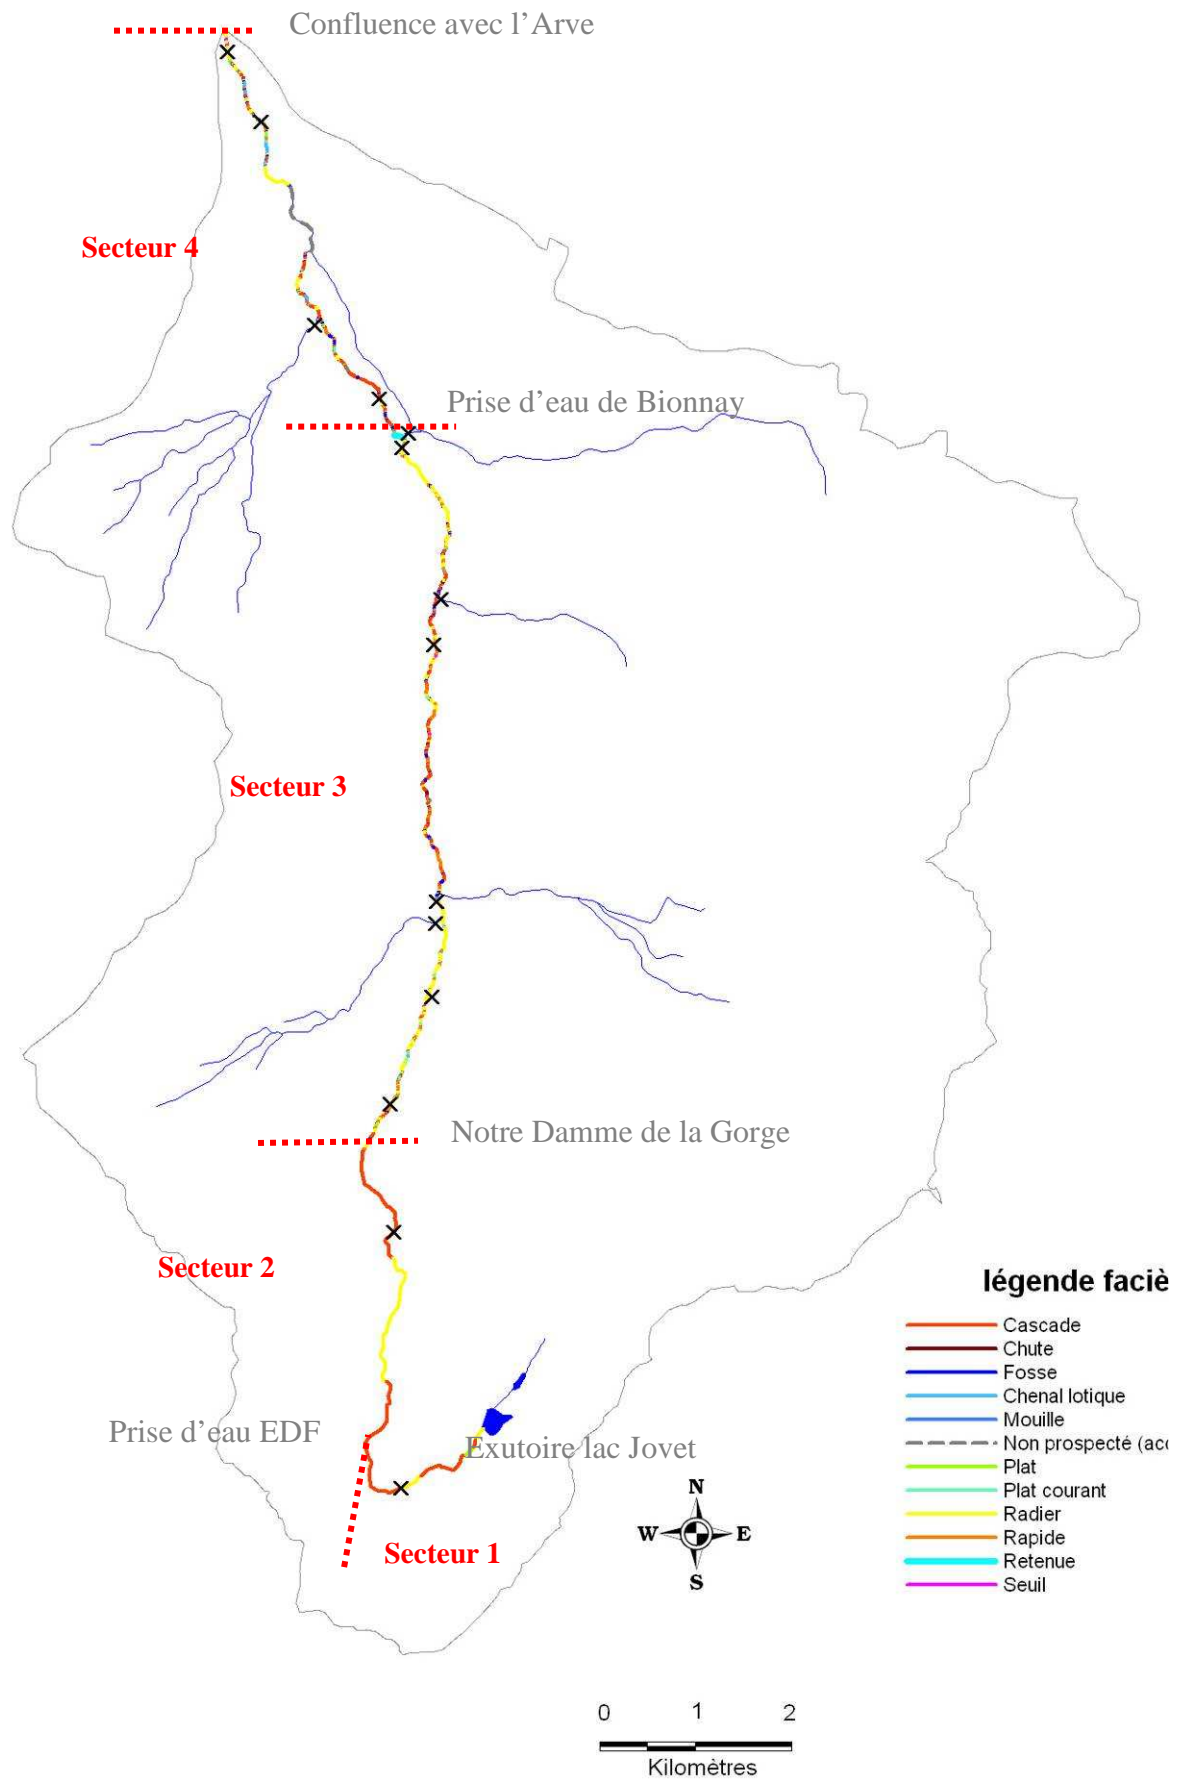 Confluence avec l'Arve
Secteur 4
Prise d'eau de Bionnay
Secteur 3
Notre Damme de la Gorge
Secteur 2
Prise d'eau EDF
Exutoire lac Jovet
Secteur 1
légende faciè
Cascade
Chute
Fosse
Chenal lotique
Mouille
Non prospecté (acc
Plat
Plat courant
Radier
Rapide
Retenue
Seuil
N
W E
S
0 1 2
Kilomètres